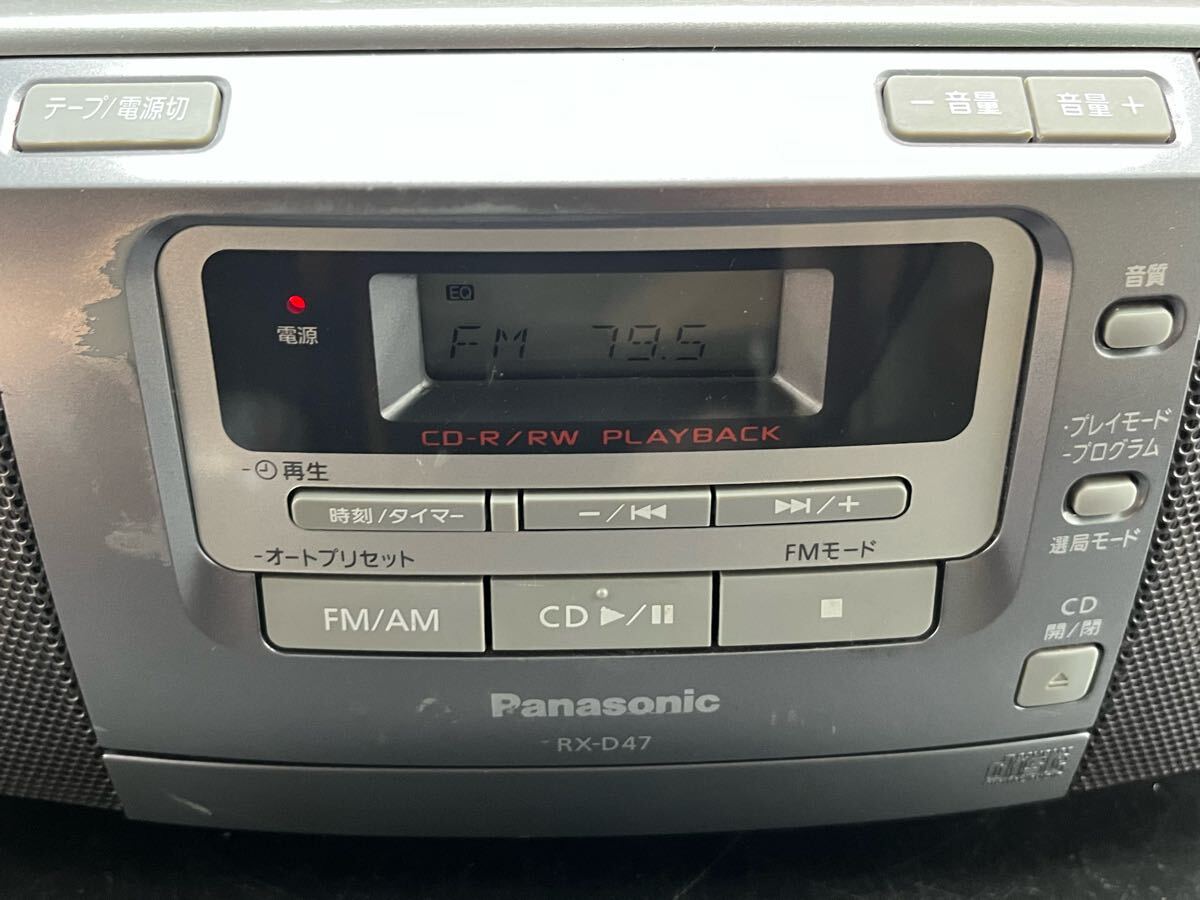 テープ/電源切
− 音量
音量 +
EQ
FM 79.5
電源
CD-R/RW PLAYBACK
音質
-プレイモード
-プログラム
選局モード
-再生
時刻/タイマー
−/⏮
⏭/+
-オートプリセット
FMモード
FM/AM
CD ▶/⏸
■
CD
開/閉
Panasonic
RX-D47
COMPACT
disc